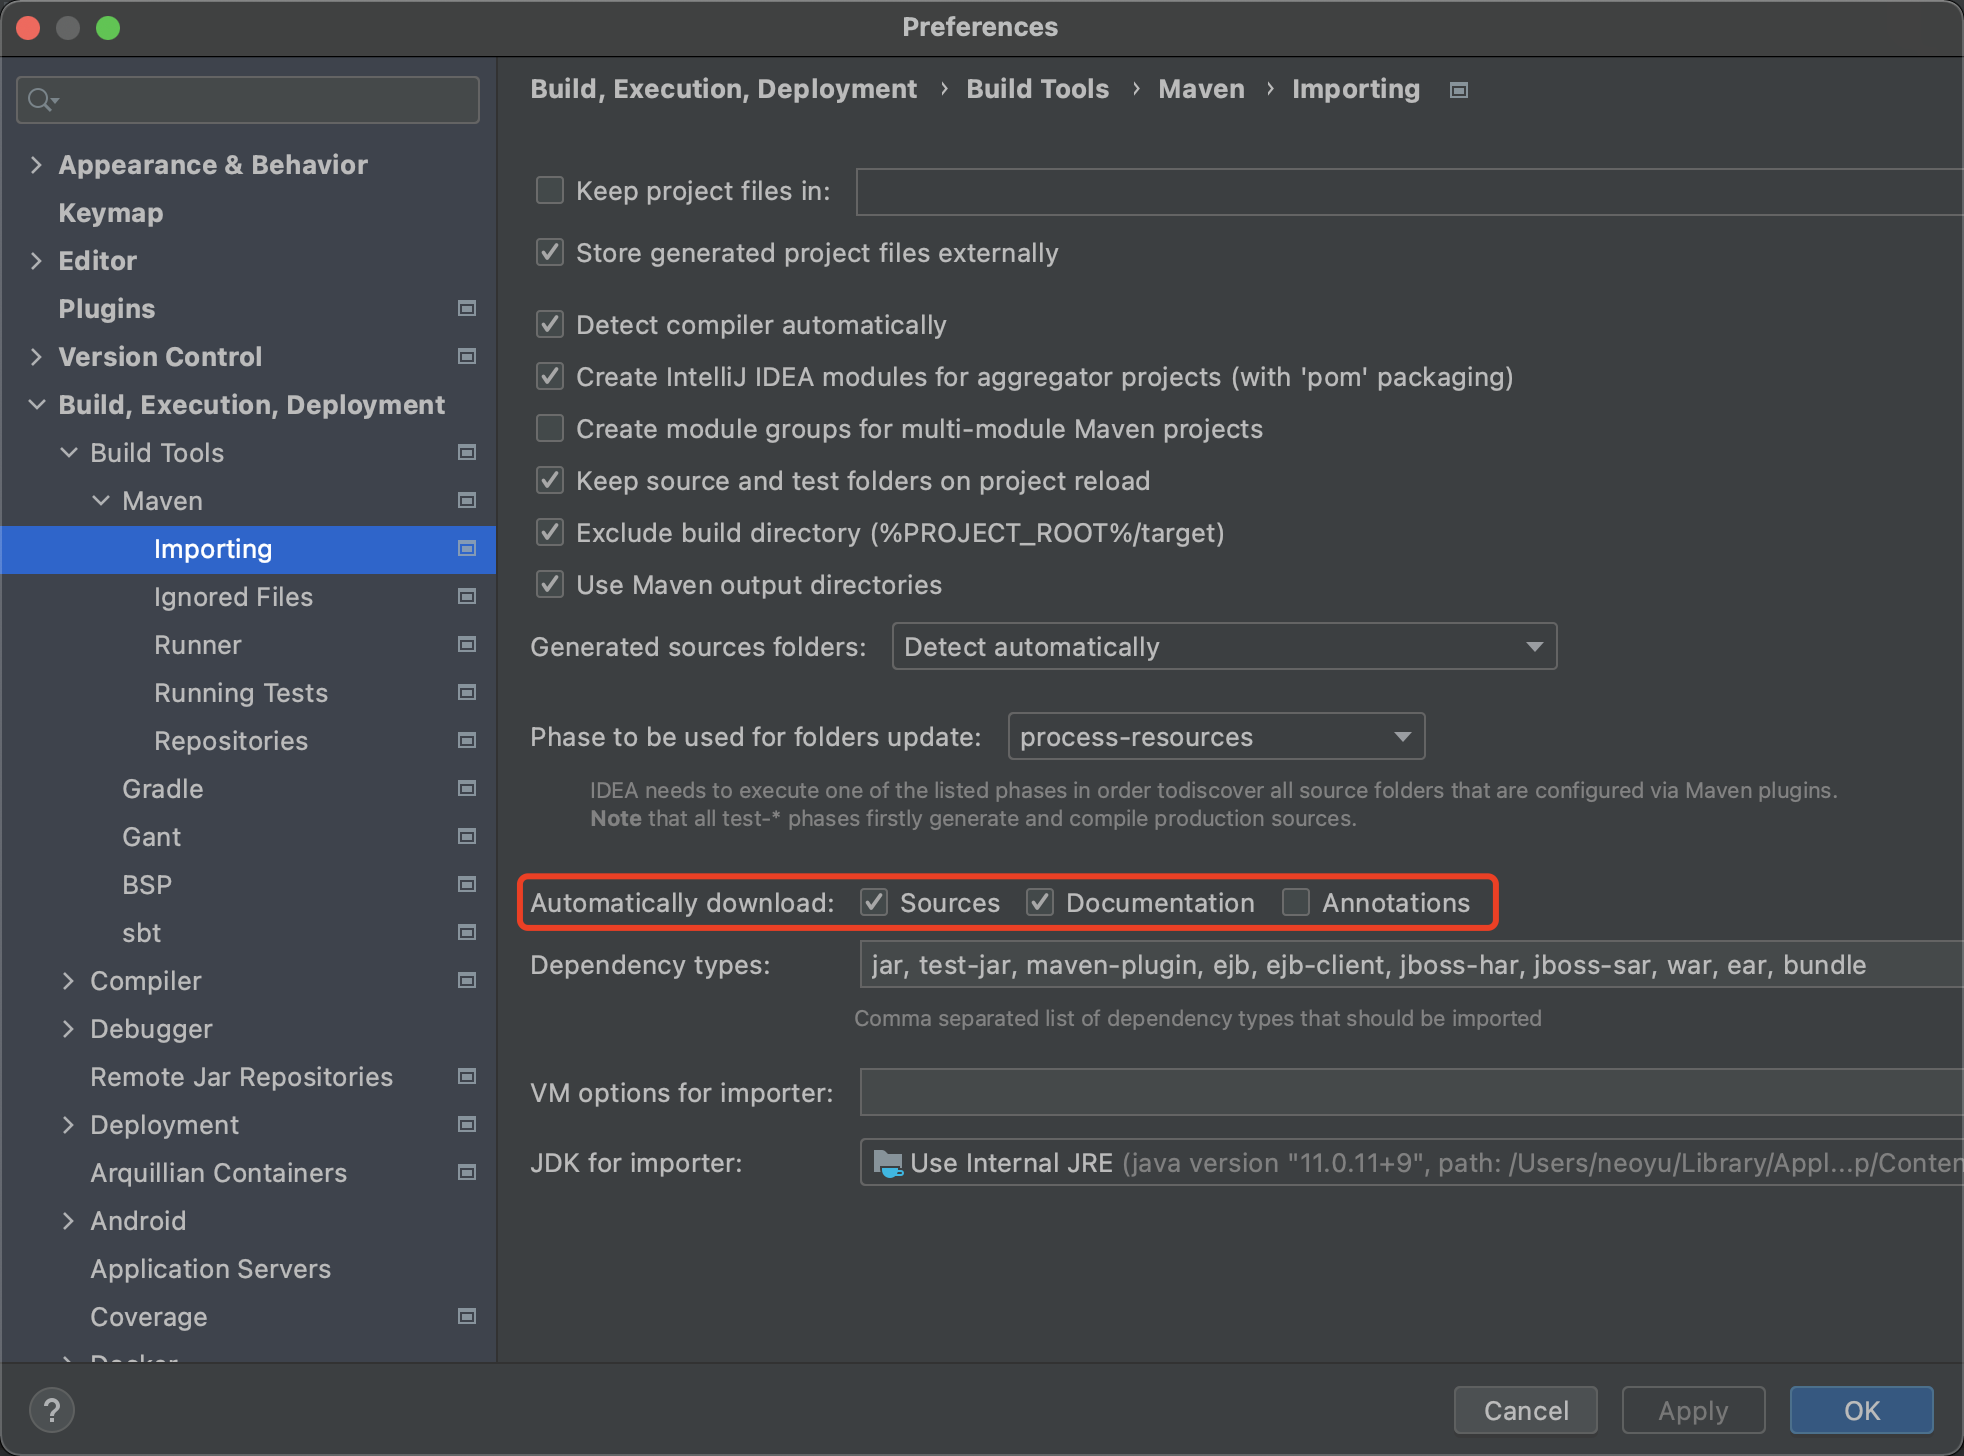 Preferences
Appearance & Behavior
Keymap
Editor
Plugins
Version Control
Build, Execution, Deployment
Build Tools
Maven
Importing
Ignored Files
Runner
Running Tests
Repositories
Gradle
Gant
BSP
sbt
Compiler
Debugger
Remote Jar Repositories
Deployment
Arquillian Containers
Android
Application Servers
Coverage
Docker
Build, Execution, Deployment › Build Tools › Maven › Importing
Keep project files in:
Store generated project files externally
Detect compiler automatically
Create IntelliJ IDEA modules for aggregator projects (with 'pom' packaging)
Create module groups for multi-module Maven projects
Keep source and test folders on project reload
Exclude build directory (%PROJECT_ROOT%/target)
Use Maven output directories
Generated sources folders: Detect automatically
Phase to be used for folders update: process-resources
IDEA needs to execute one of the listed phases in order todiscover all source folders that are configured via Maven plugins.
Note that all test-* phases firstly generate and compile production sources.
Automatically download: Sources Documentation Annotations
Dependency types: jar, test-jar, maven-plugin, ejb, ejb-client, jboss-har, jboss-sar, war, ear, bundle
Comma separated list of dependency types that should be imported
VM options for importer:
JDK for importer: Use Internal JRE (java version "11.0.11+9", path: /Users/neoyu/Library/Appl...p/Conten
? Cancel Apply OK